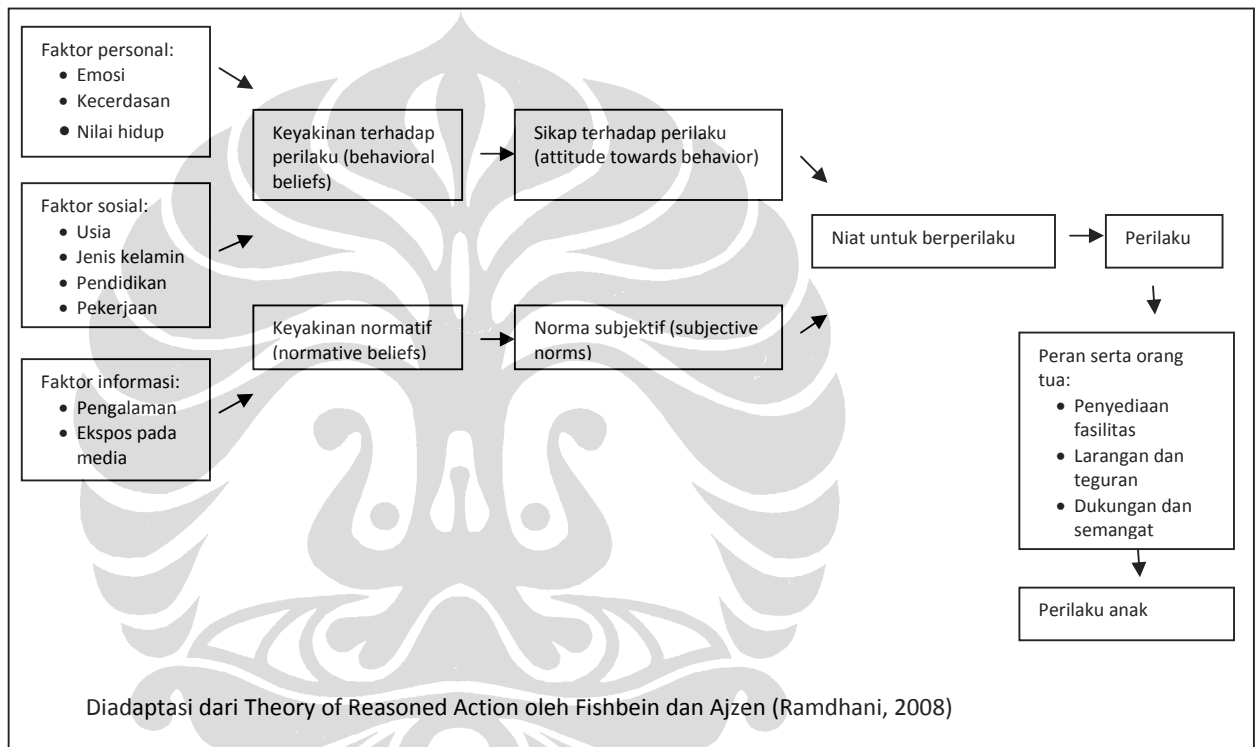 Faktor personal:
• Emosi
• Kecerdasan
• Nilai hidup
Faktor sosial:
• Usia
• Jenis kelamin
• Pendidikan
• Pekerjaan
Faktor informasi:
• Pengalaman
• Ekspos pada
media
Keyakinan terhadap
perilaku (behavioral
beliefs)
Sikap terhadap perilaku
(attitude towards behavior)
Keyakinan normatif
(normative beliefs)
Norma subjektif (subjective
norms)
Niat untuk berperilaku
Perilaku
Peran serta orang
tua:
• Penyediaan
fasilitas
• Larangan dan
teguran
• Dukungan dan
semangat
Perilaku anak
Diadaptasi dari Theory of Reasoned Action oleh Fishbein dan Ajzen (Ramdhani, 2008)